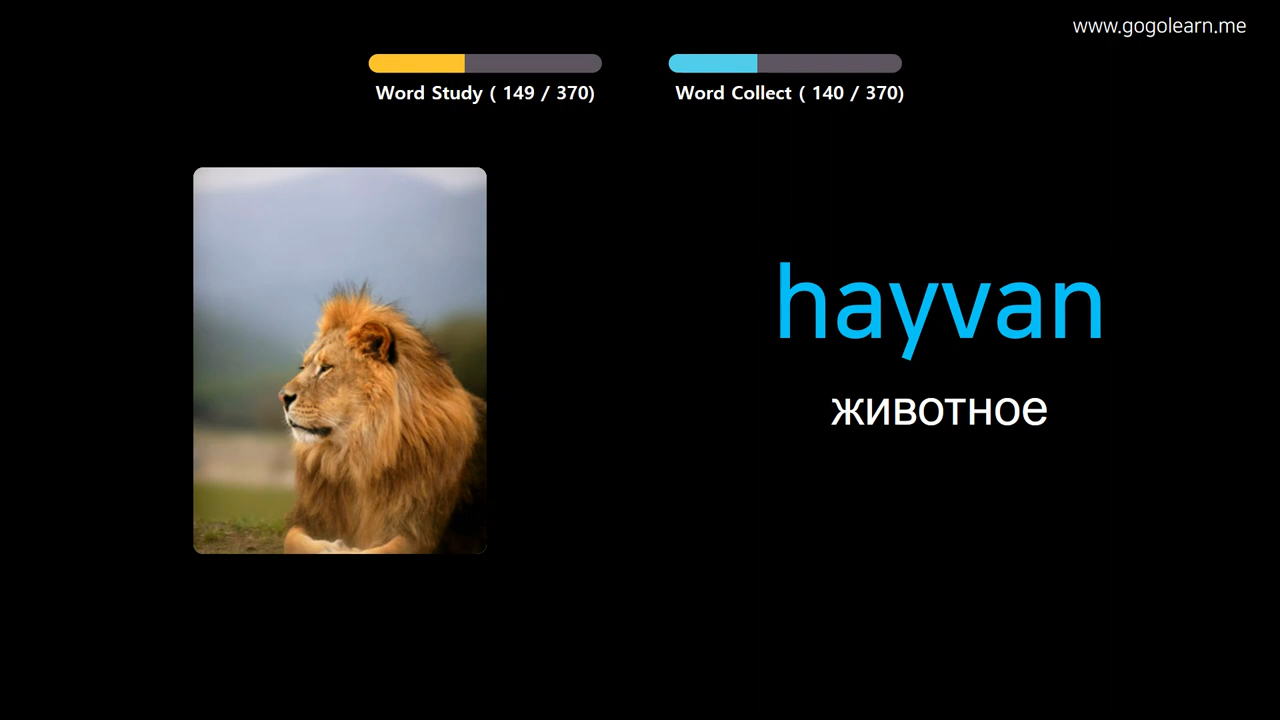 www.gogolearn.me
Word Study ( 149 / 370)
Word Collect ( 140 / 370)
hayvan
животное